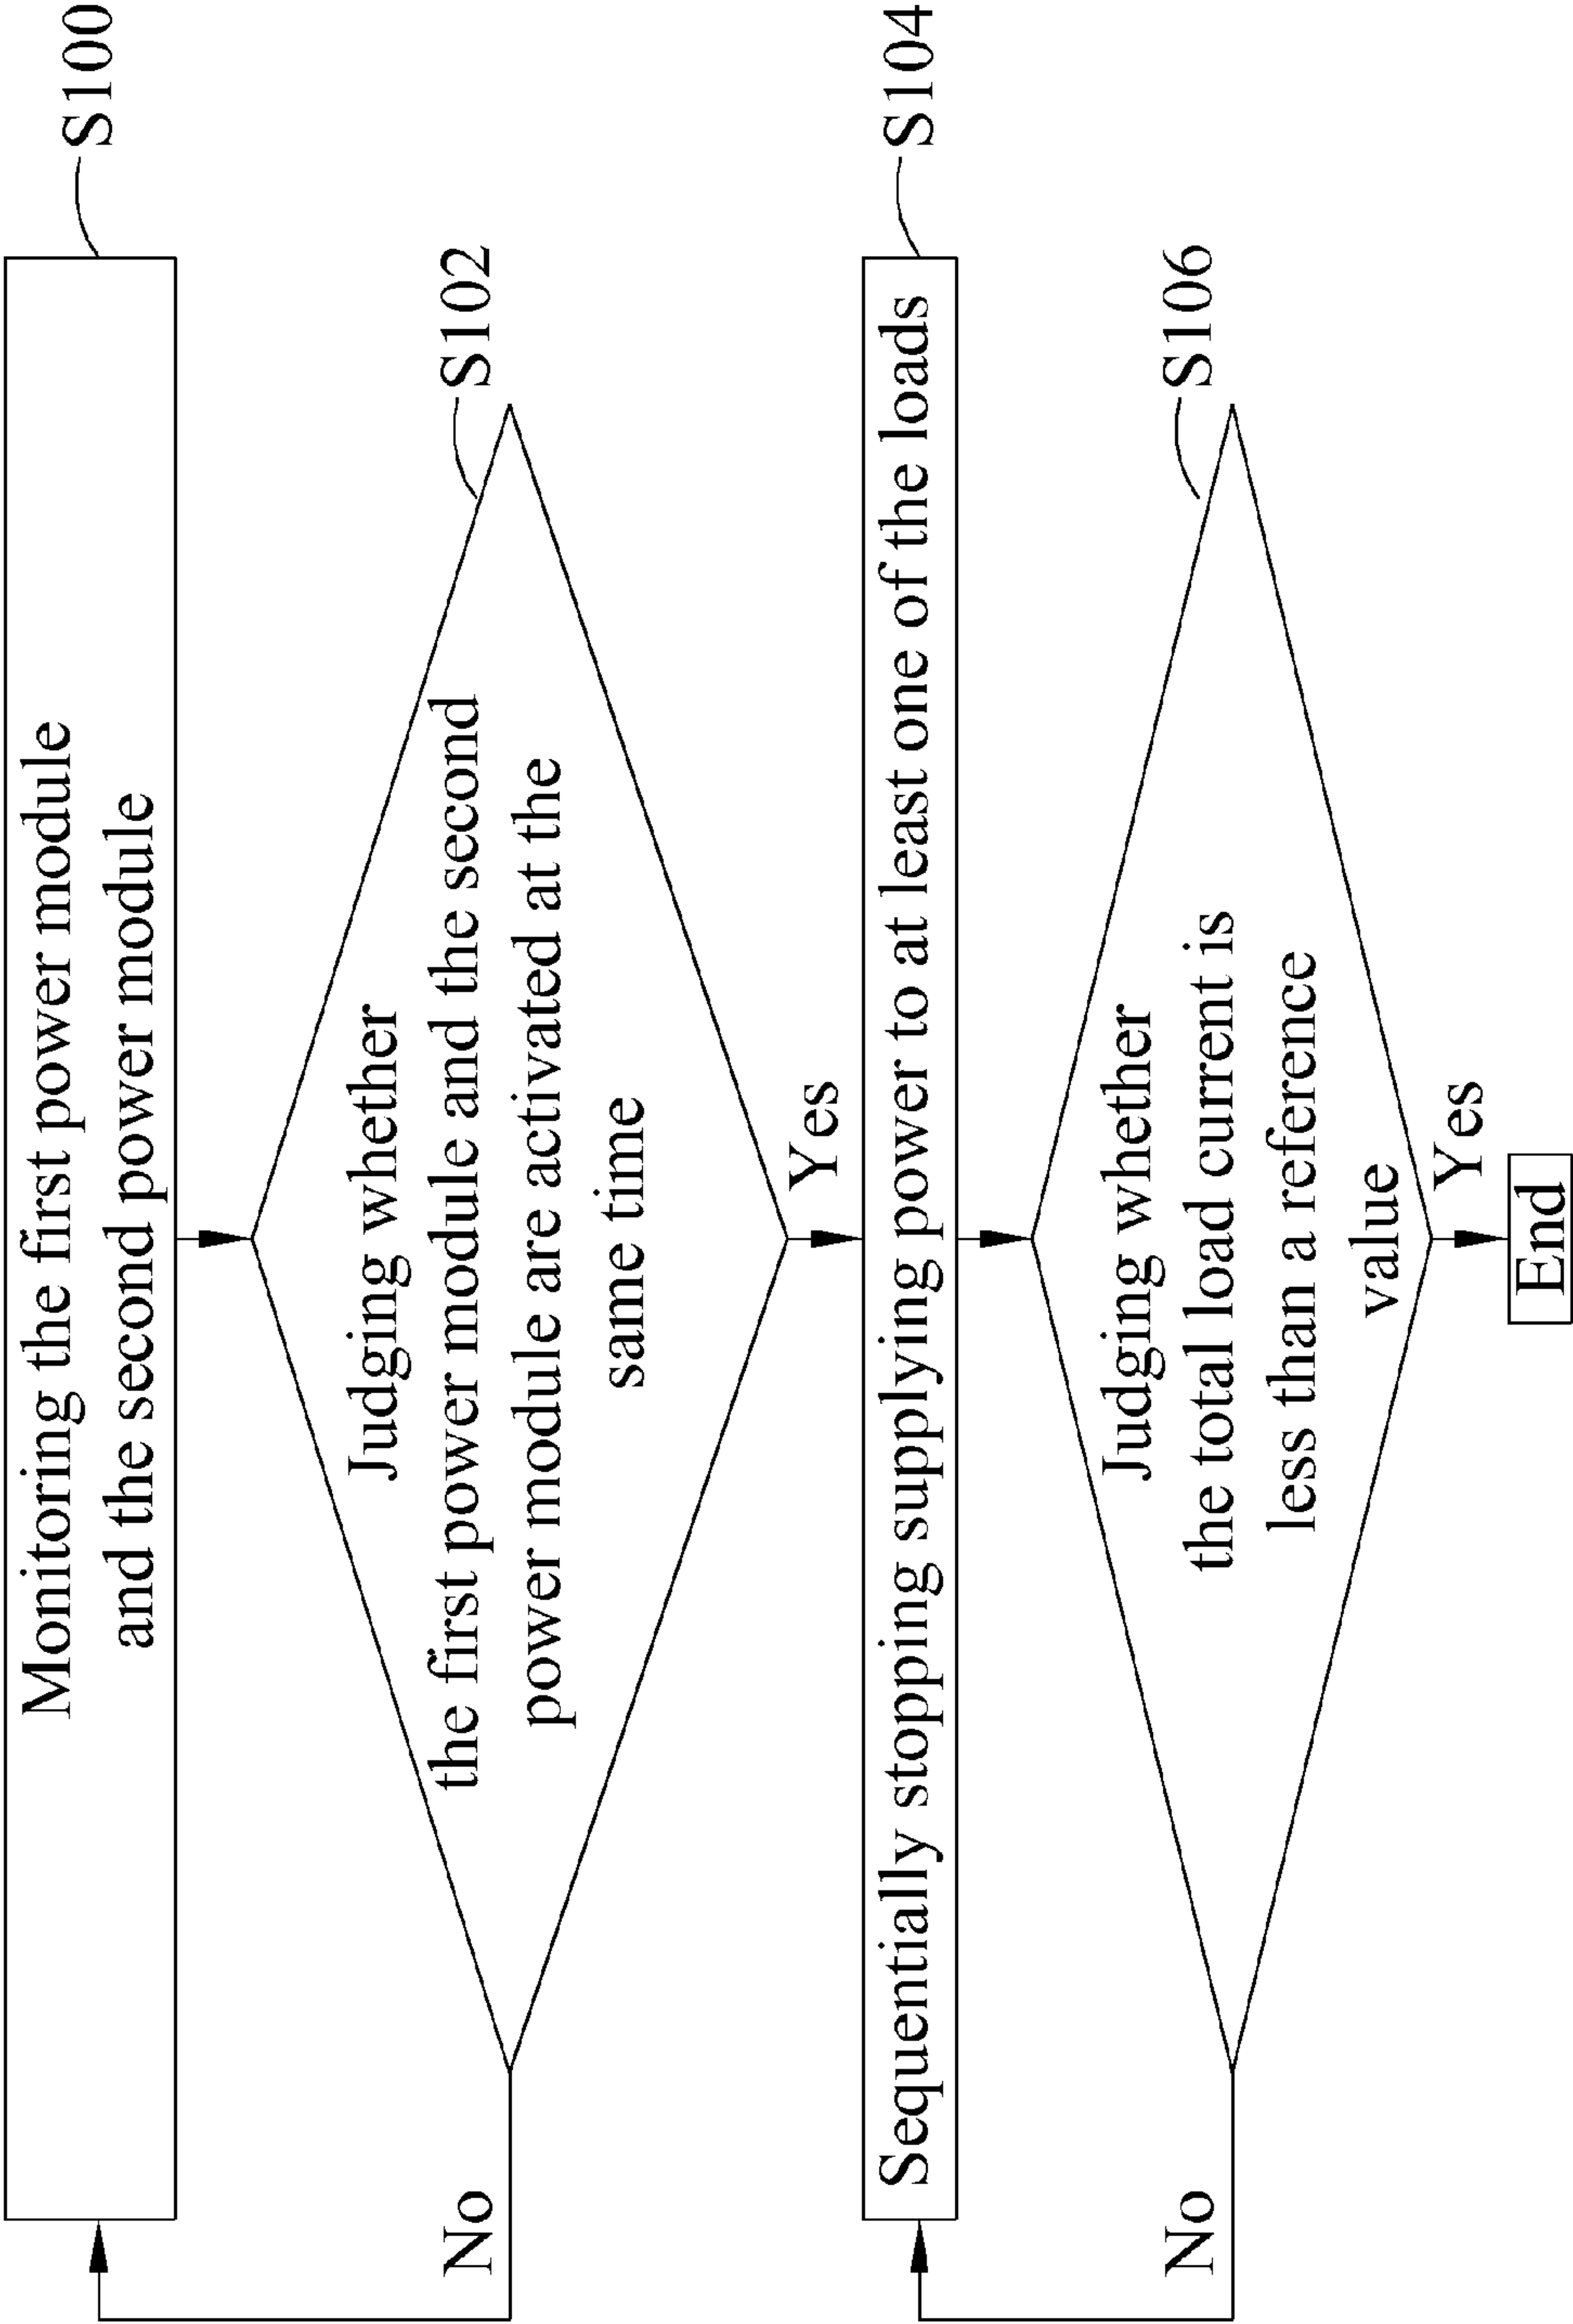 Monitoring the first power module
and the second power module
S100
Judging whether
the first power module and the second
power module are activated at the
same time
S102
No
Yes
Sequentially stopping supplying power to at least one of the loads
S104
Judging whether
the total load current is
less than a reference
value
S106
No
Yes
End